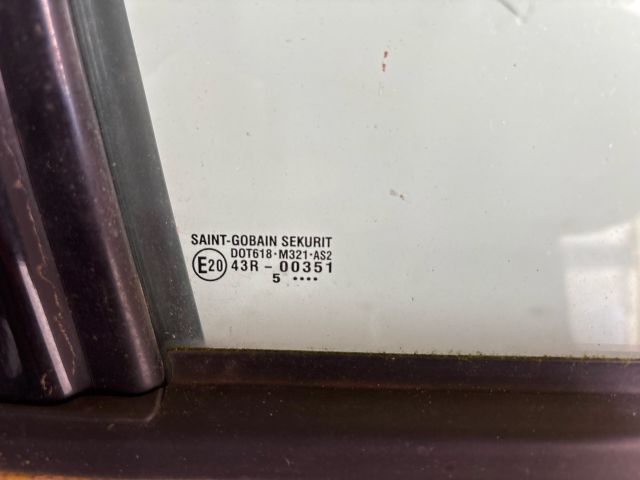 SAINT-GOBAIN SEKURIT
DOT618·M321·AS2
E20 43R - 00351
5 ••••